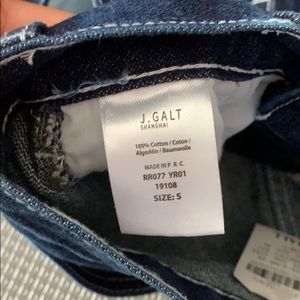 J.GALT
SHANGHAI
100% Cotton / Coton /
Algodón / Baumwolle
MADE IN P. R. C.
RR077 YR01
19108
SIZE: S